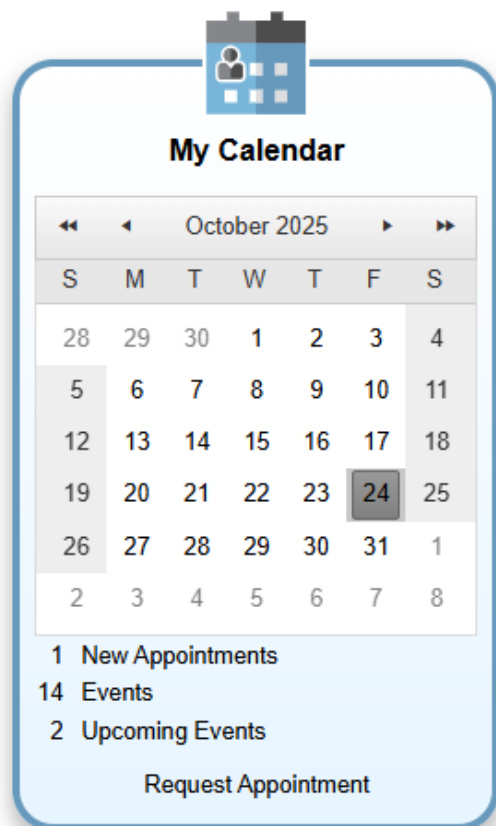 My Calendar
October 2025
S M T W T F S
28 29 30 1 2 3 4
5 6 7 8 9 10 11
12 13 14 15 16 17 18
19 20 21 22 23 24 25
26 27 28 29 30 31 1
2 3 4 5 6 7 8
1 New Appointments
14 Events
2 Upcoming Events
Request Appointment